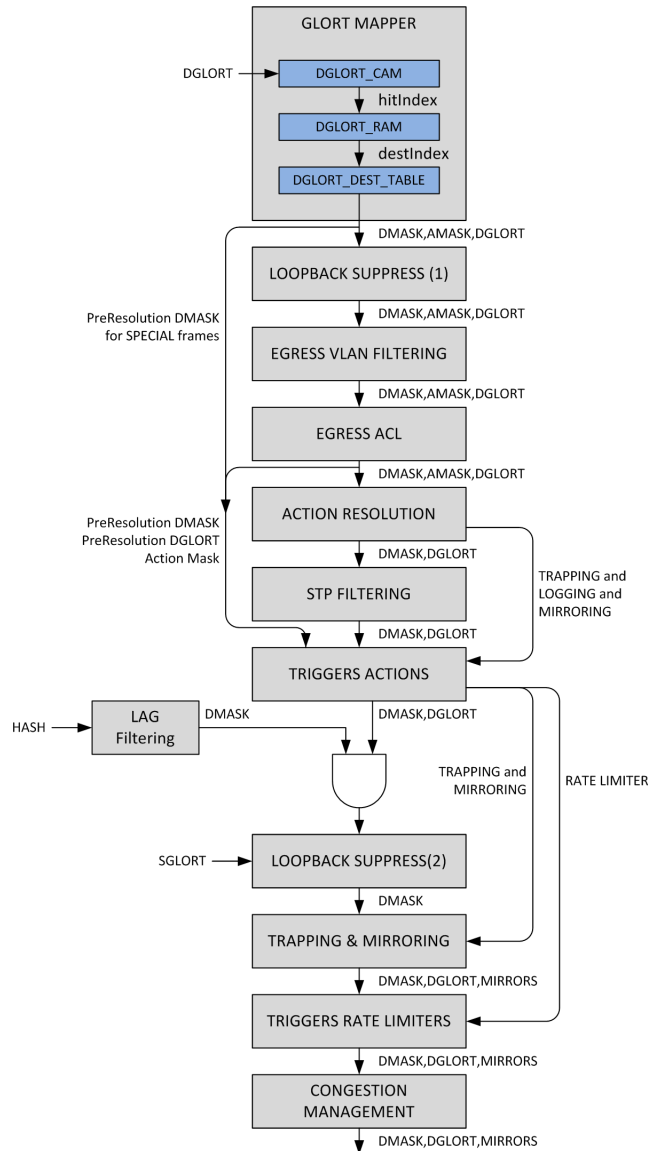 GLORT MAPPER
DGLORT
DGLORT_CAM
hitIndex
DGLORT_RAM
destIndex
DGLORT_DEST_TABLE
DMASK,AMASK,DGLORT
LOOPBACK SUPPRESS (1)
PreResolution DMASK
for SPECIAL frames
DMASK,AMASK,DGLORT
EGRESS VLAN FILTERING
DMASK,AMASK,DGLORT
EGRESS ACL
DMASK,AMASK,DGLORT
PreResolution DMASK
PreResolution DGLORT
Action Mask
ACTION RESOLUTION
DMASK,DGLORT
TRAPPING and
LOGGING and
MIRRORING
STP FILTERING
DMASK,DGLORT
TRIGGERS ACTIONS
HASH
LAG
Filtering
DMASK
DMASK,DGLORT
TRAPPING and
MIRRORING
RATE LIMITER
SGLORT
LOOPBACK SUPPRESS(2)
DMASK
TRAPPING & MIRRORING
DMASK,DGLORT,MIRRORS
TRIGGERS RATE LIMITERS
DMASK,DGLORT,MIRRORS
CONGESTION
MANAGEMENT
DMASK,DGLORT,MIRRORS